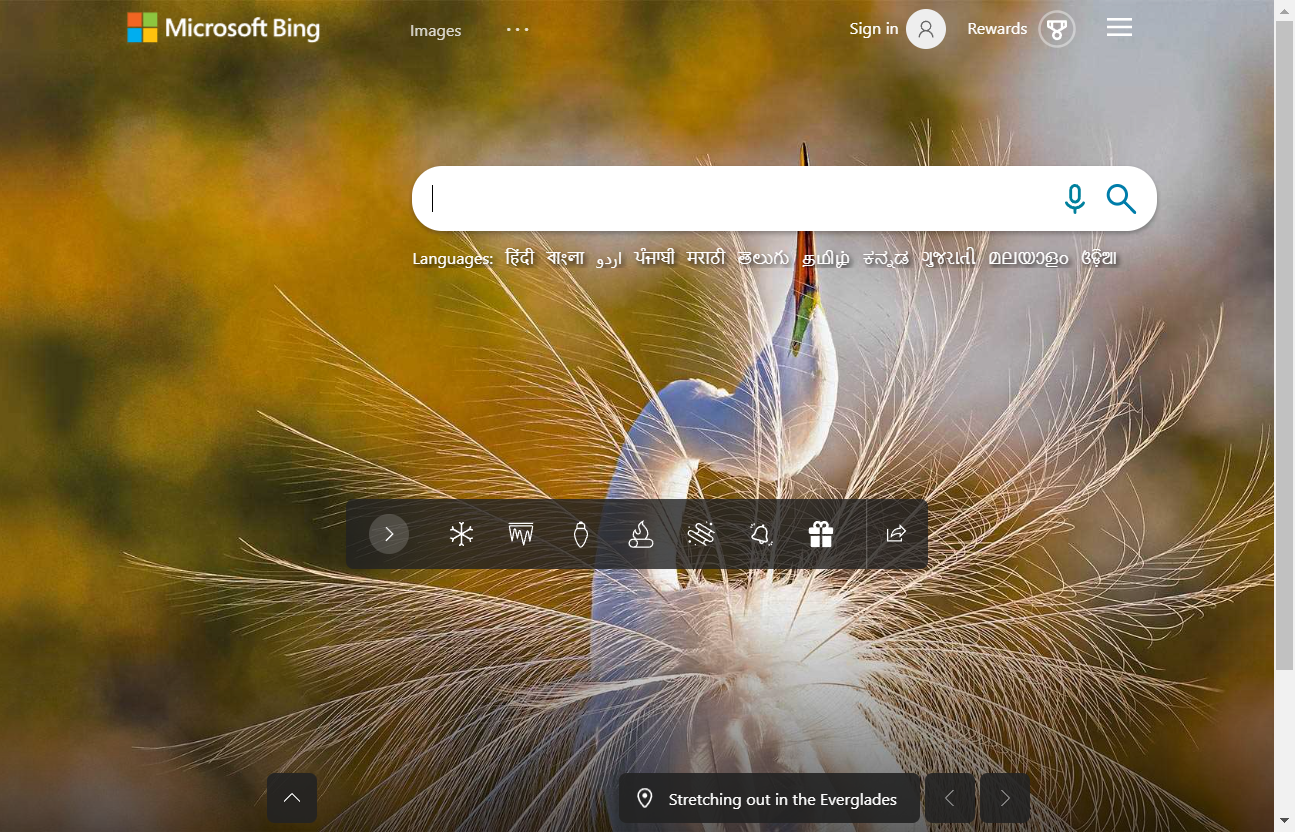 Microsoft Bing
Images
Sign in
Rewards
Languages: हिंदी বাংলা اردو ਪੰਜਾਬੀ मराठी తెలుగు தமிழ் ಕನ್ನಡ ગુજરાતી മലയാളം ଓଡ଼ିଆ
Stretching out in the Everglades